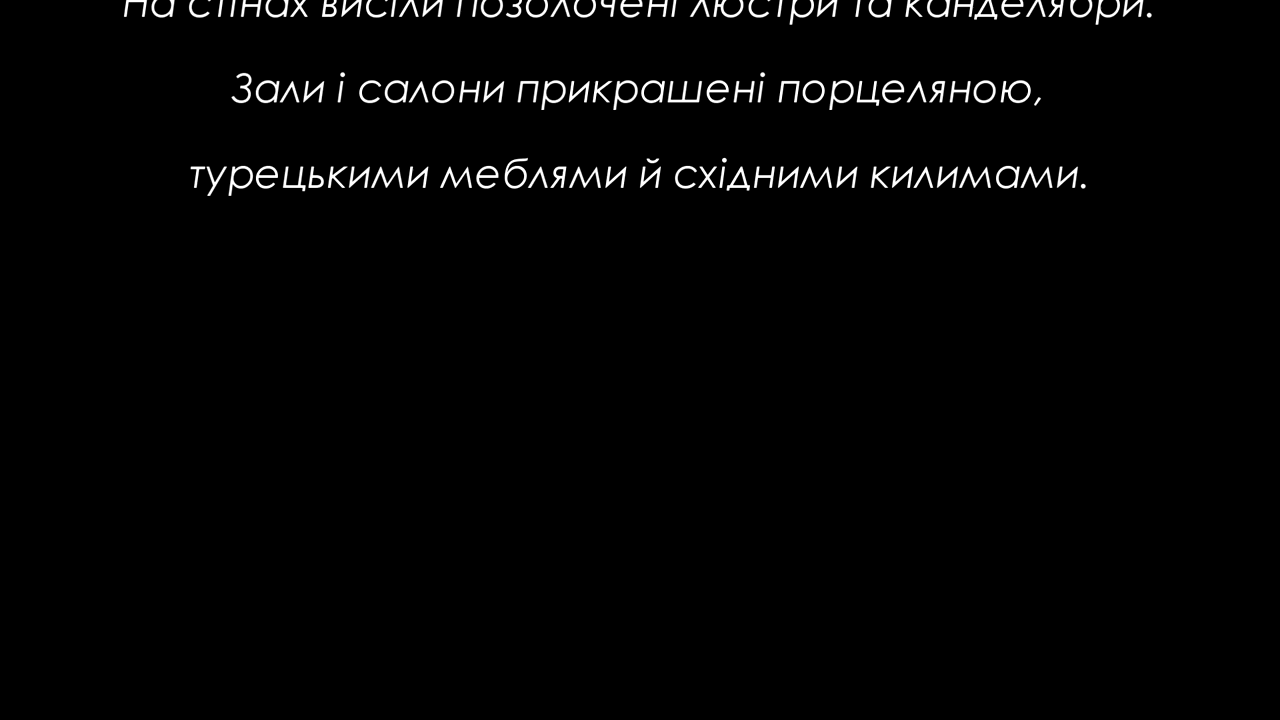 На стінах висіли позолочені люстри та канделябри.
Зали і салони прикрашені порцеляною,
турецькими меблями й східними килимами.